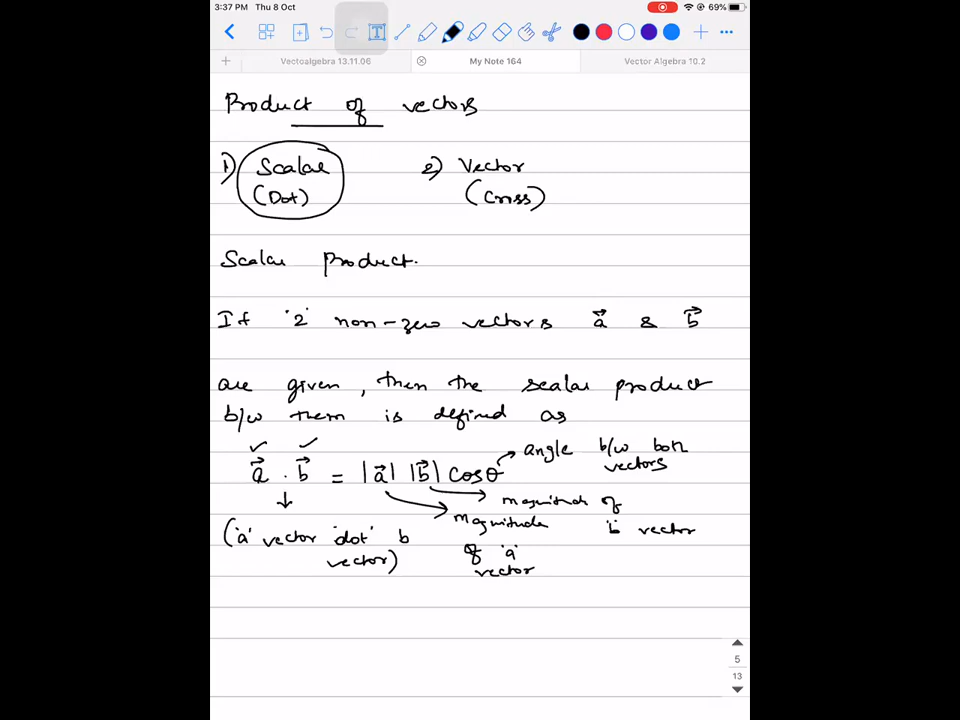 3:37 PM Thu 8 Oct
69%
Vectoalgebra 13.11.06
My Note 164
Vector Algebra 10.2
Product of vectors
1) Scalar 2) Vector
(Dot) (Cross)
Scalar Product.
If '2' non-zero vectors a⃗ & b⃗
are given, then the scalar product
b/w them is defined as
a⃗ . b⃗ = |a⃗| |b⃗| cosθ → angle b/w both vectors
magnitude of 'b' vector
magnitude of 'a' vector
('a' vector 'dot' b vector)
5
13